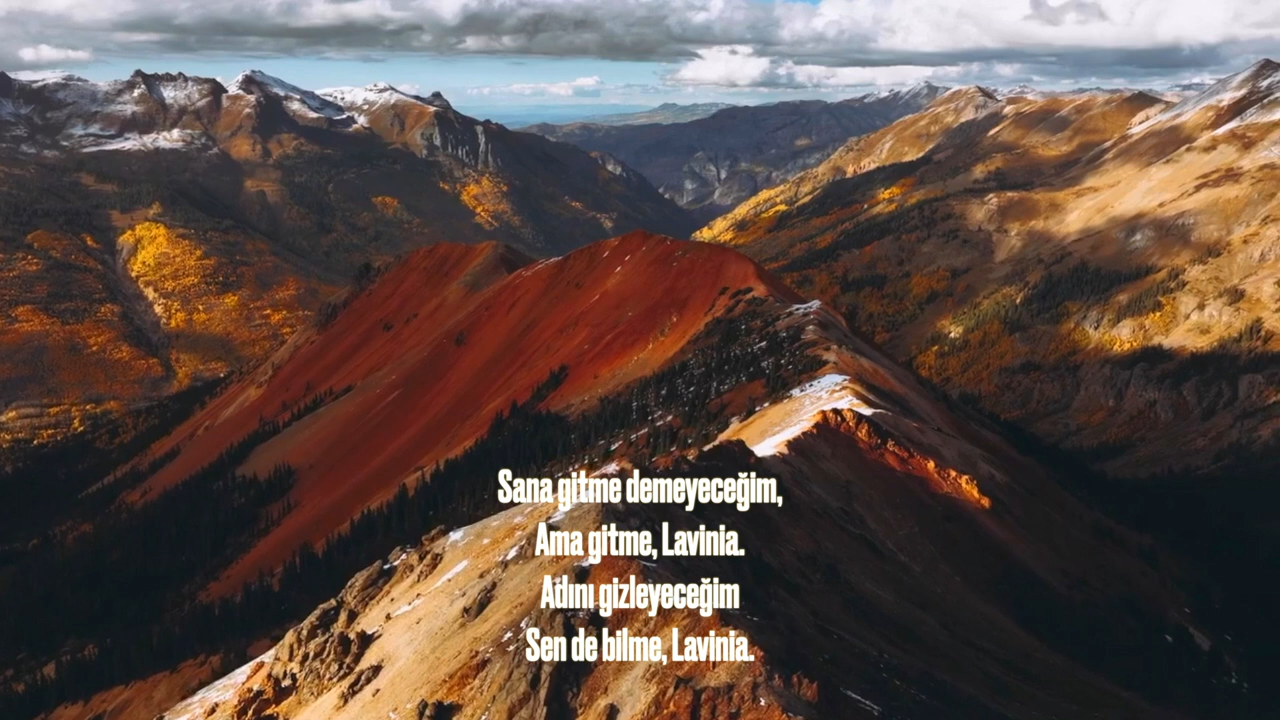 Sana gitme demeyeceğim,
Ama gitme, Lavinia.
Adını gizleyeceğim
Sen de bilme, Lavinia.